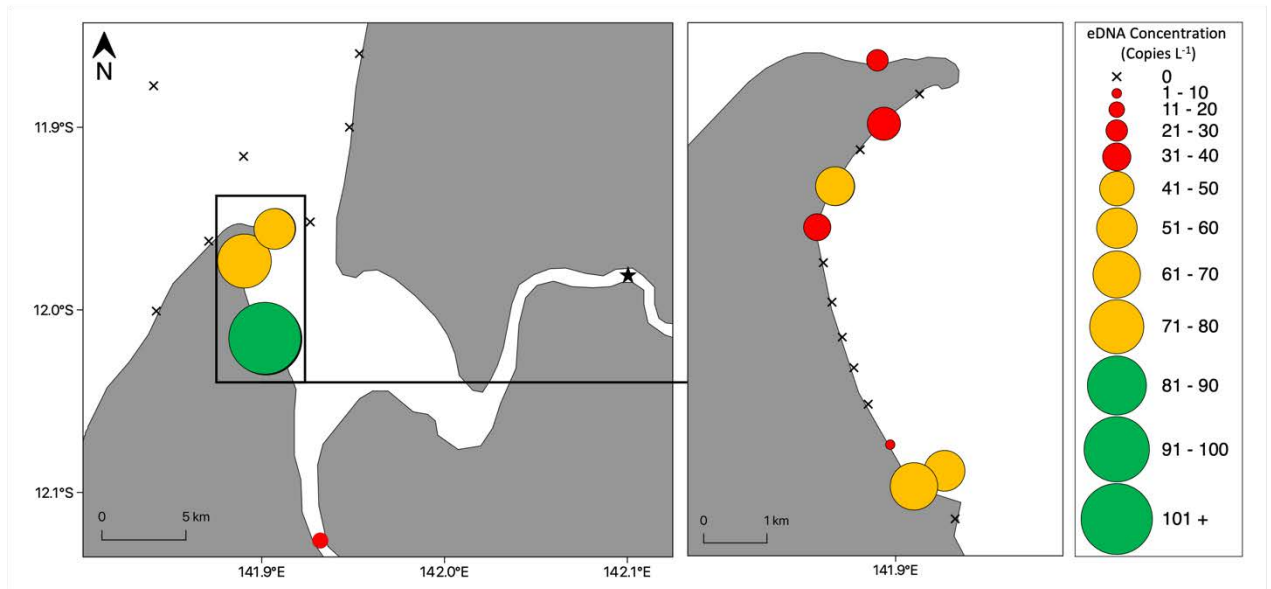 N
11.9°S
12.0°S
12.1°S
0 5 km
141.9°E 142.0°E 142.1°E
0 1 km
141.9°E
eDNA Concentration
(Copies L⁻¹)
0
1 - 10
11 - 20
21 - 30
31 - 40
41 - 50
51 - 60
61 - 70
71 - 80
81 - 90
91 - 100
101 +